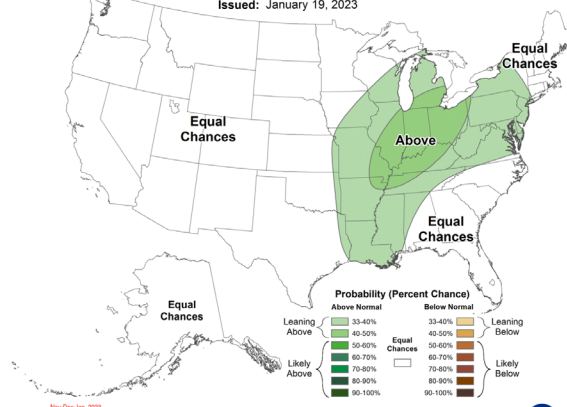 Issued: January 19, 2023
Equal
Chances
Equal
Chances
Above
Equal
Chances
Equal
Chances
Probability (Percent Chance)
Above Normal
Below Normal
Leaning
Above
33-40%
40-50%
Likely
Above
50-60%
60-70%
70-80%
80-90%
90-100%
Equal
Chances
33-40%
40-50%
Leaning
Below
50-60%
60-70%
70-80%
80-90%
90-100%
Likely
Below